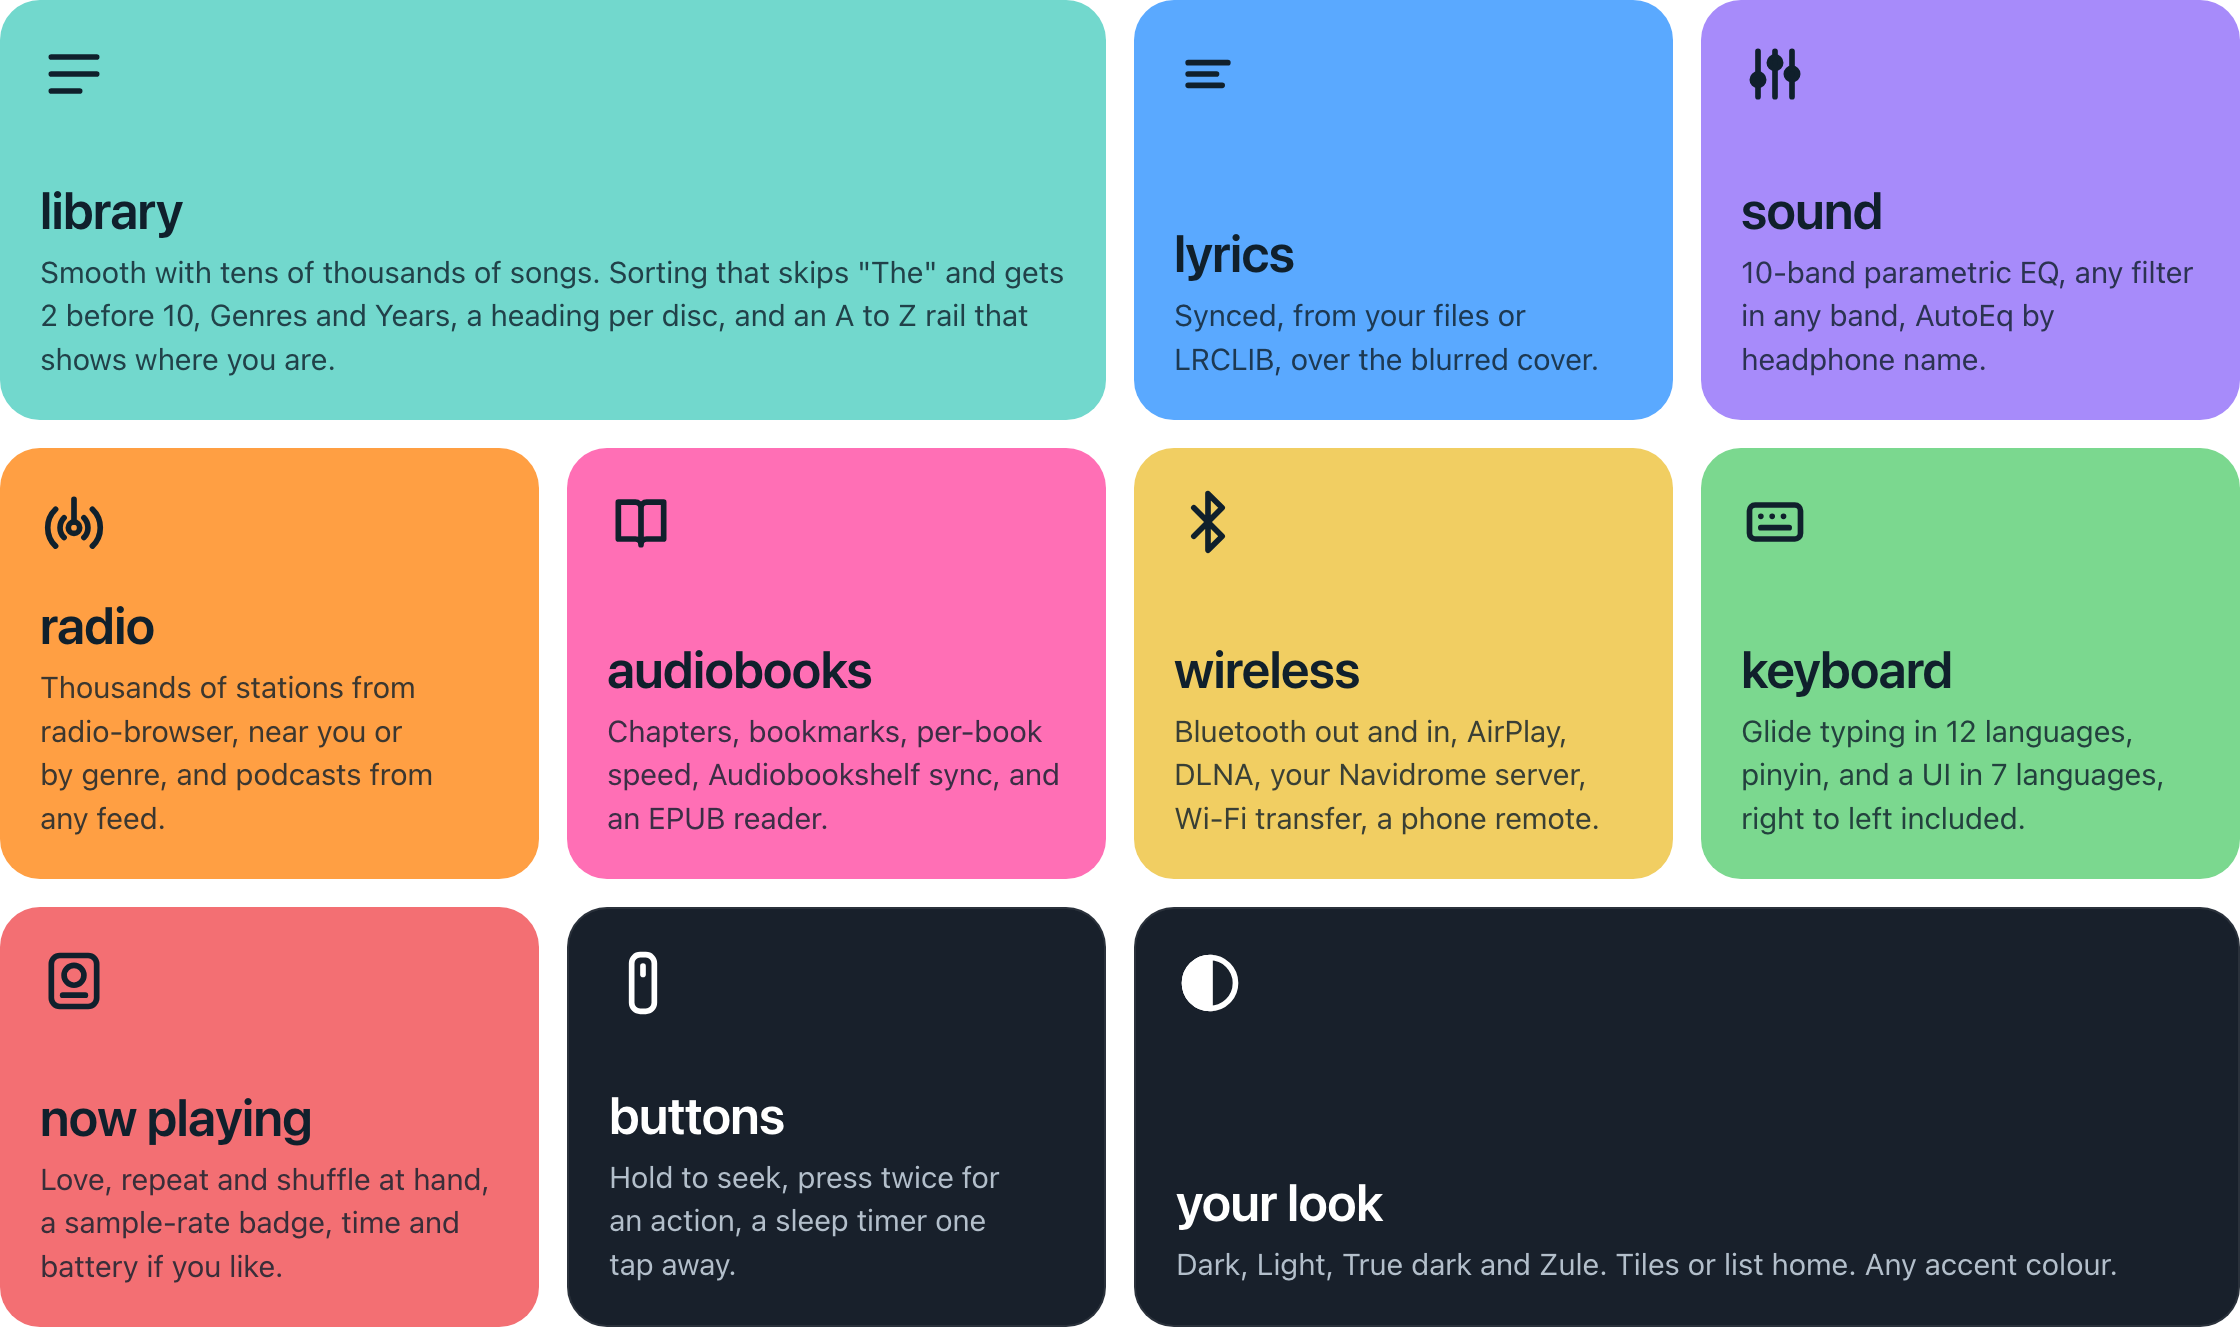 library
Smooth with tens of thousands of songs. Sorting that skips "The" and gets
2 before 10, Genres and Years, a heading per disc, and an A to Z rail that
shows where you are.
lyrics
Synced, from your files or
LRCLIB, over the blurred cover.
sound
10-band parametric EQ, any filter
in any band, AutoEq by
headphone name.
radio
Thousands of stations from
radio-browser, near you or
by genre, and podcasts from
any feed.
audiobooks
Chapters, bookmarks, per-book
speed, Audiobookshelf sync, and
an EPUB reader.
wireless
Bluetooth out and in, AirPlay,
DLNA, your Navidrome server,
Wi-Fi transfer, a phone remote.
keyboard
Glide typing in 12 languages,
pinyin, and a UI in 7 languages,
right to left included.
now playing
Love, repeat and shuffle at hand,
a sample-rate badge, time and
battery if you like.
buttons
Hold to seek, press twice for
an action, a sleep timer one
tap away.
your look
Dark, Light, True dark and Zule. Tiles or list home. Any accent colour.